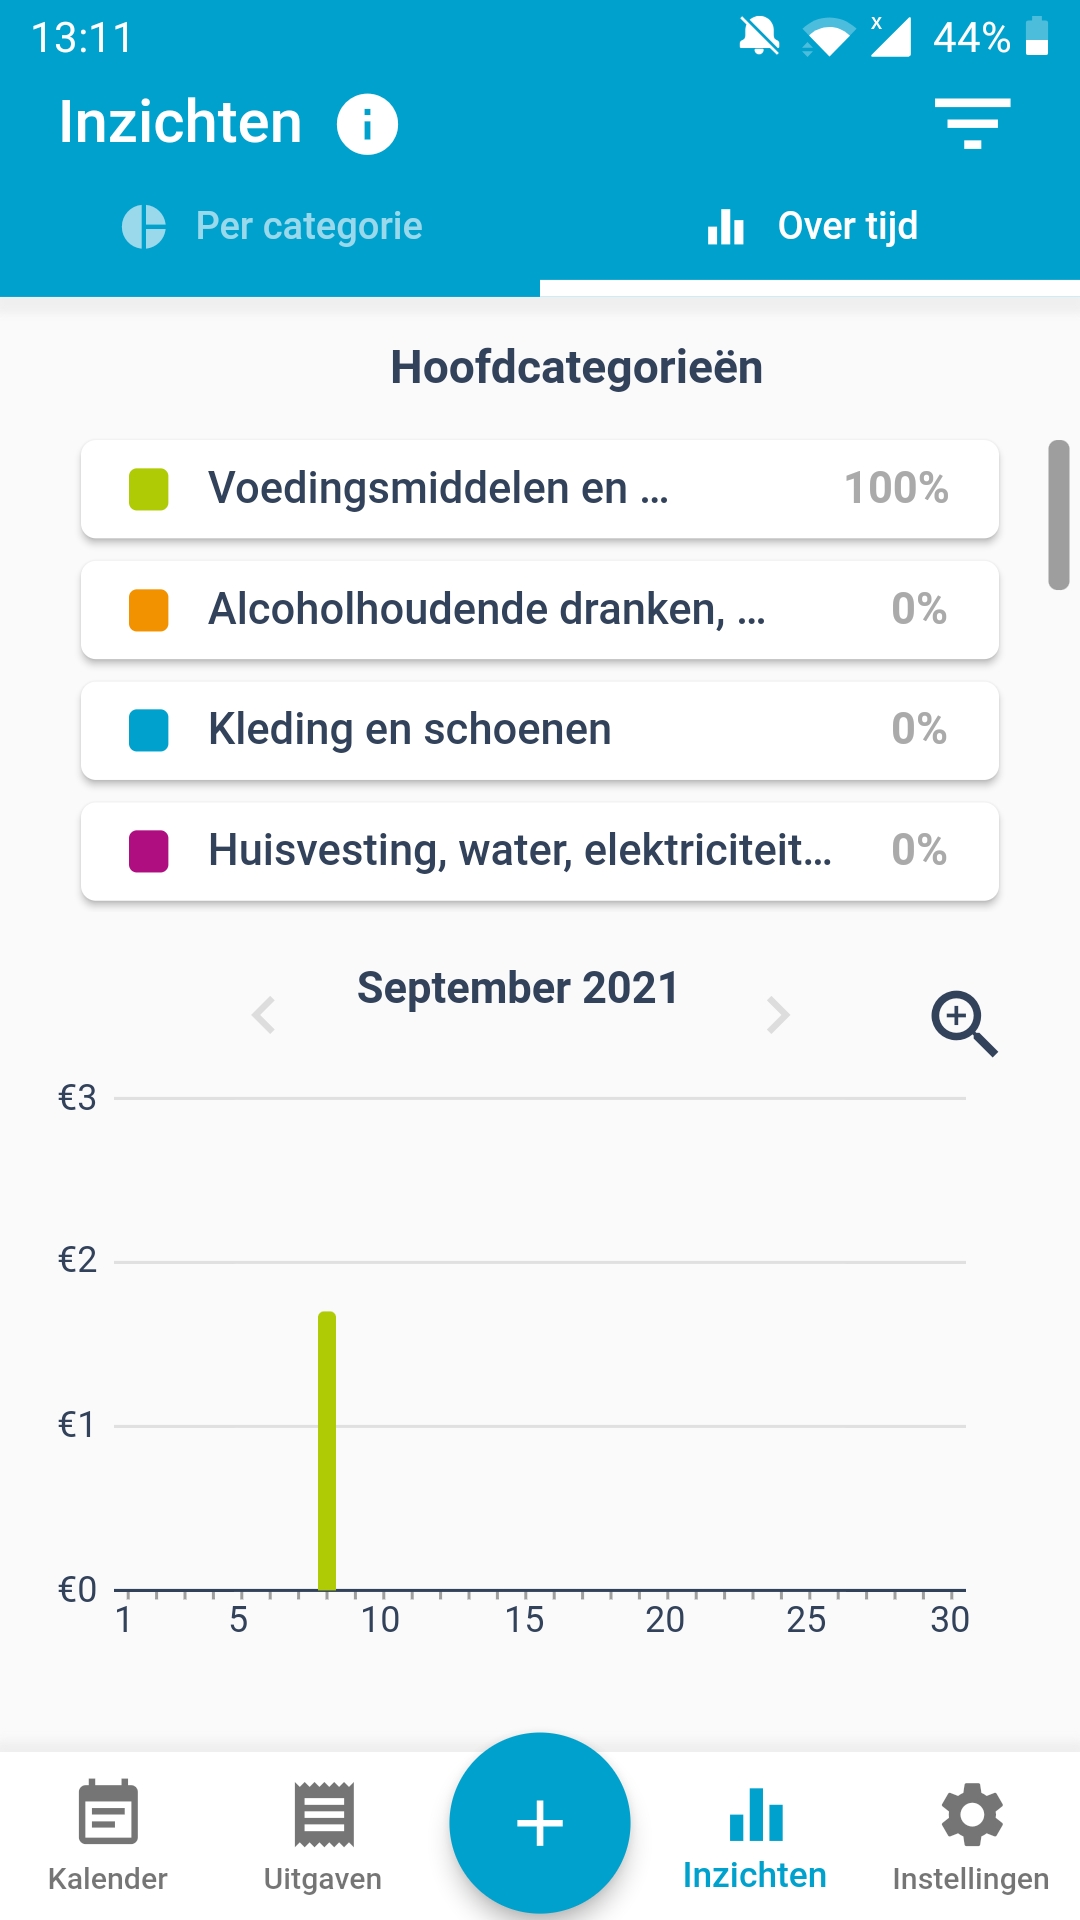 13:11
44%
Inzichten
Per categorie
Over tijd
Hoofdcategorieën
Voedingsmiddelen en ... 100%
Alcoholhoudende dranken, ... 0%
Kleding en schoenen 0%
Huisvesting, water, elektriciteit... 0%
September 2021
€3
€2
€1
€0
1 5 10 15 20 25 30
Kalender
Uitgaven
Inzichten
Instellingen